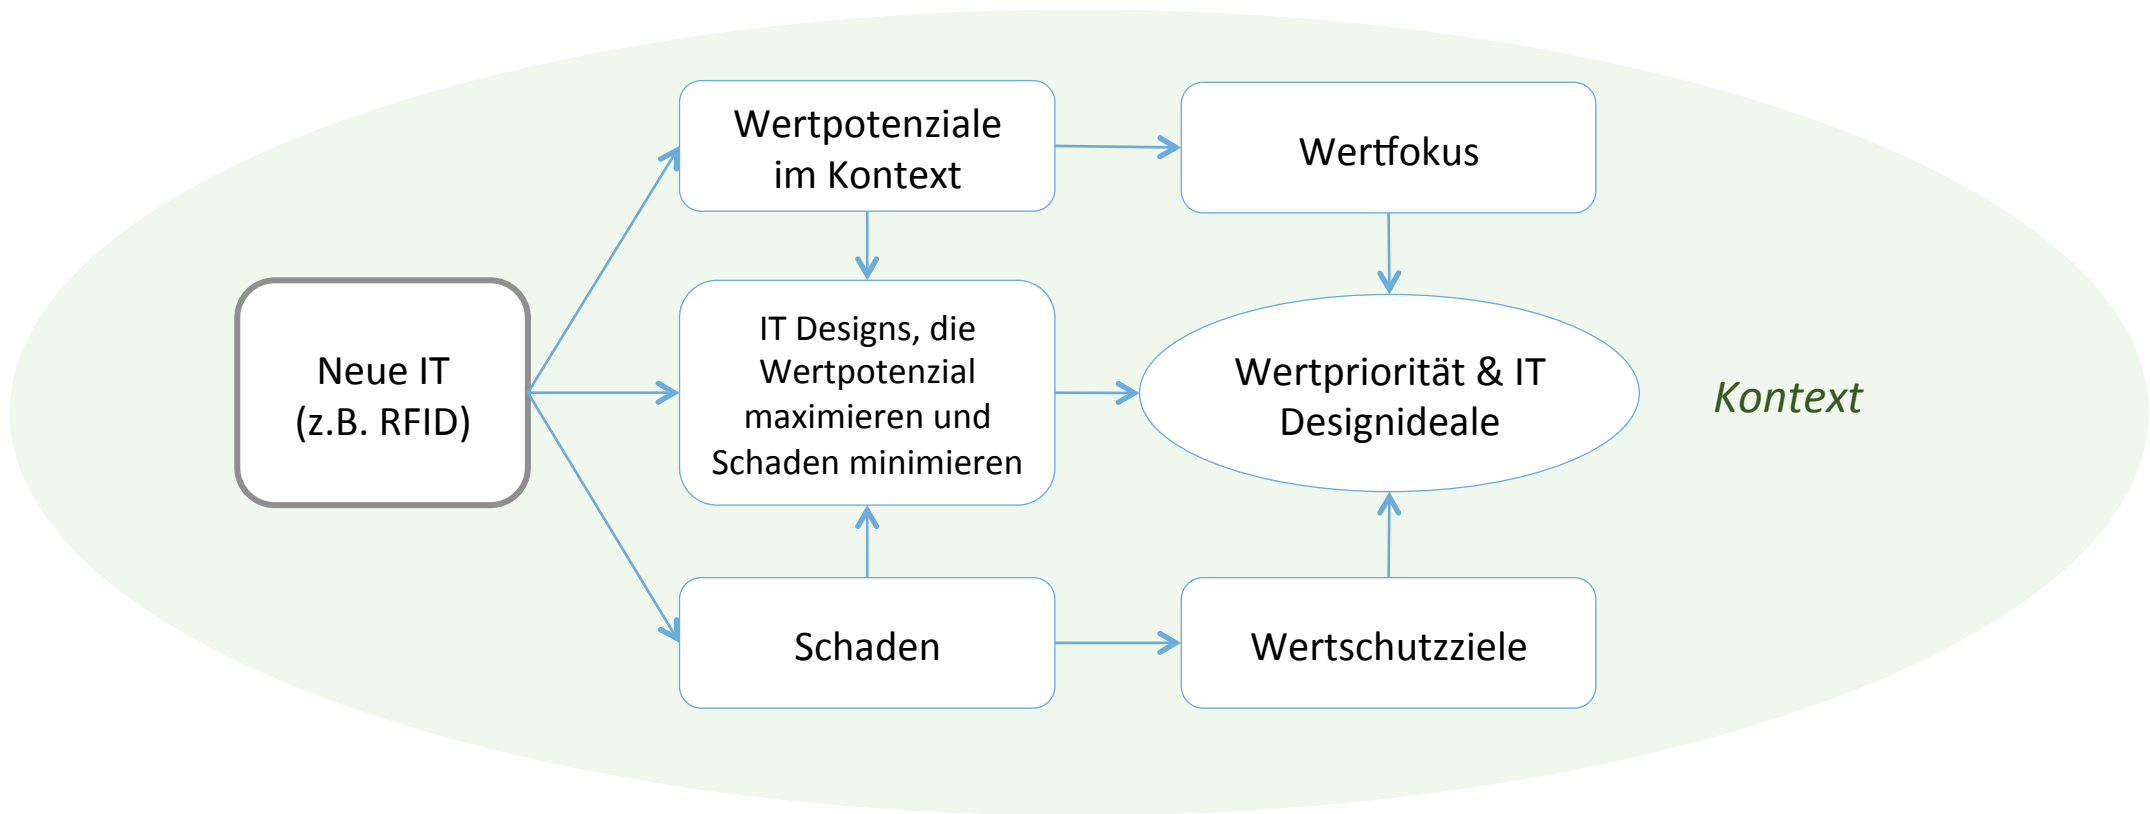 Wertpotenziale
im Kontext
Wertfokus
Neue IT
(z.B. RFID)
IT Designs, die
Wertpotenzial
maximieren und
Schaden minimieren
Wertpriorität & IT
Designideale
Kontext
Schaden
Wertschutzziele